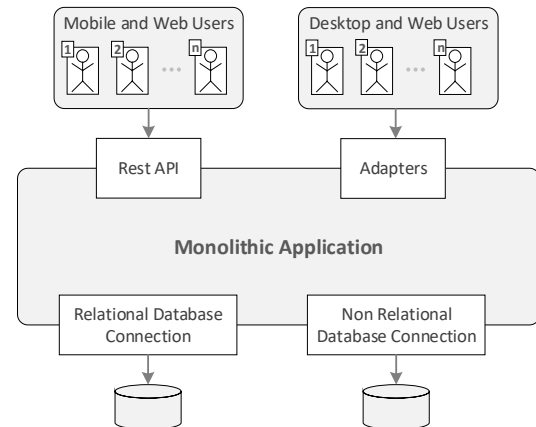 Mobile and Web Users
1
2
...
n
Desktop and Web Users
1
2
...
n
Rest API
Adapters
Monolithic Application
Relational Database
Connection
Non Relational
Database Connection